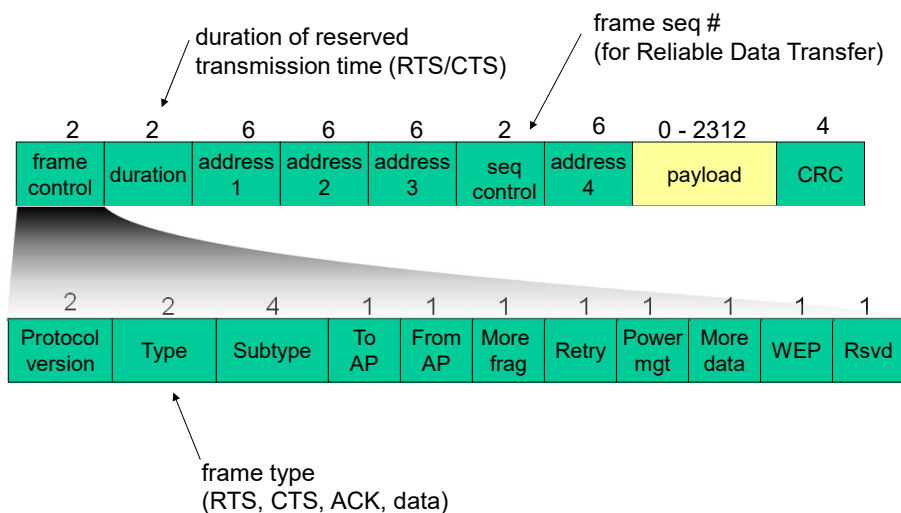 duration of reserved
transmission time (RTS/CTS)
frame seq #
(for Reliable Data Transfer)
2 2 6 6 6 2 6 0 - 2312 4
frame
control
duration
address
1
address
2
address
3
seq
control
address
4
payload
CRC
2 2 4 1 1 1 1 1 1 1 1
Protocol
version
Type
Subtype
To
AP
From
AP
More
frag
Retry
Power
mgt
More
data
WEP
Rsvd
frame type
(RTS, CTS, ACK, data)